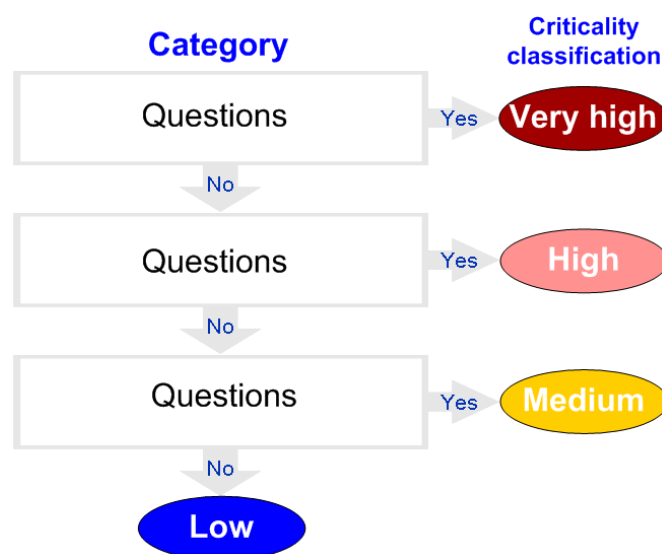 Category
Criticality
classification
Questions
Yes
Very high
No
Questions
Yes
High
No
Questions
Yes
Medium
No
Low